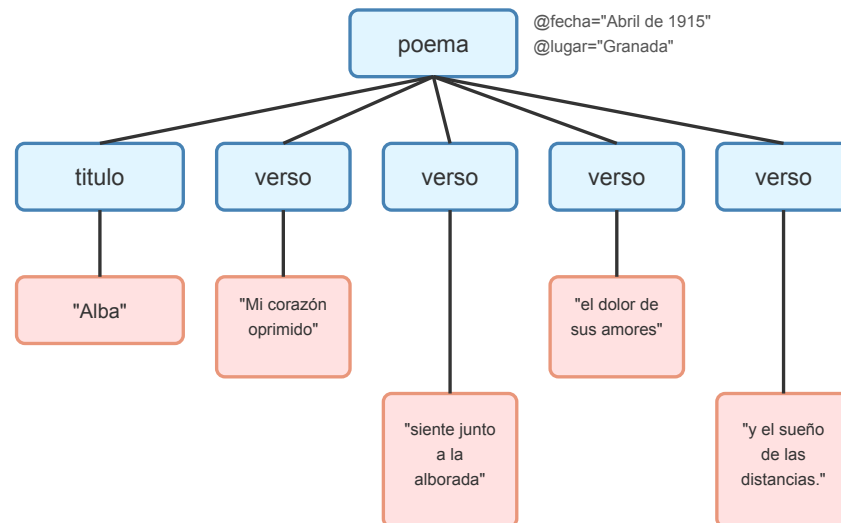 poema
@fecha="Abril de 1915"
@lugar="Granada"
titulo
verso
verso
verso
verso
"Alba"
"Mi corazón
oprimido"
"el dolor de
sus amores"
"siente junto
a la
alborada"
"y el sueño
de las
distancias."